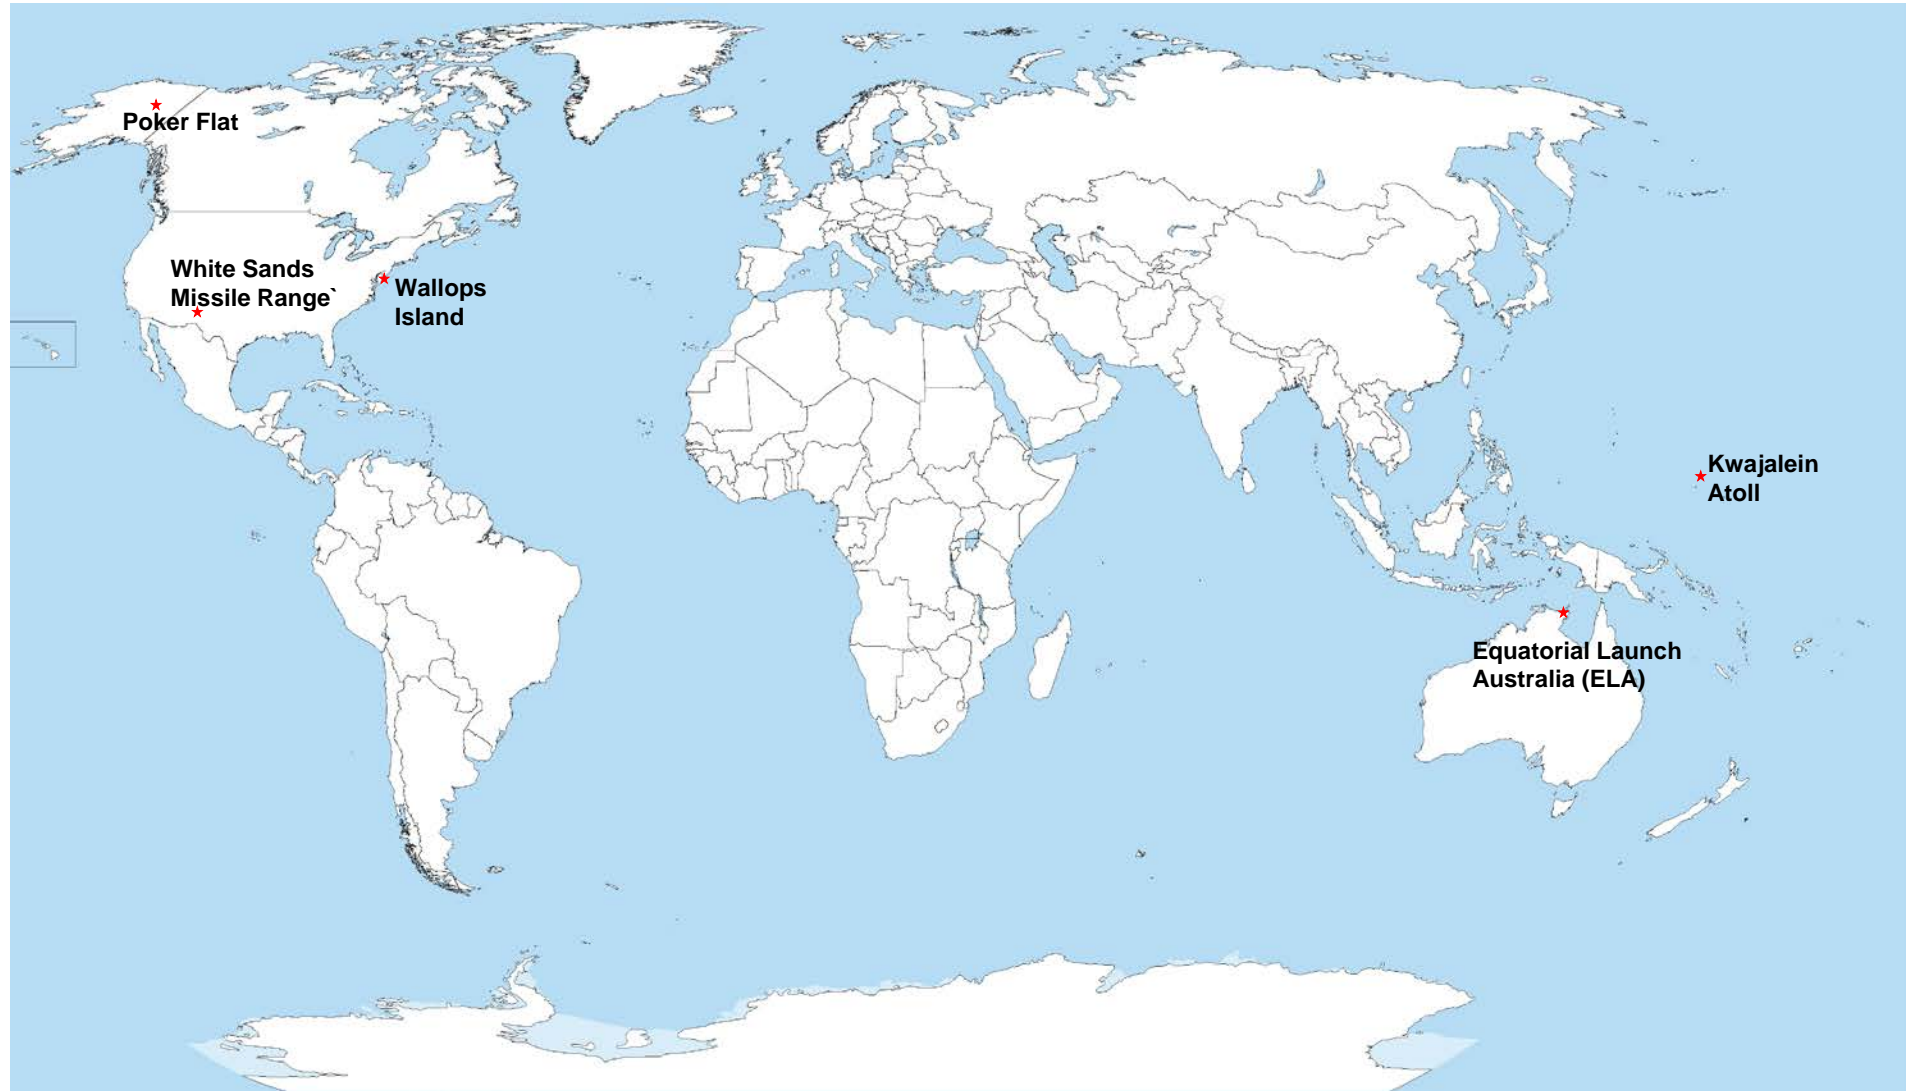 Poker Flat
White Sands
Missile Range`
Wallops
Island
Kwajalein
Atoll
Equatorial Launch
Australia (ELA)